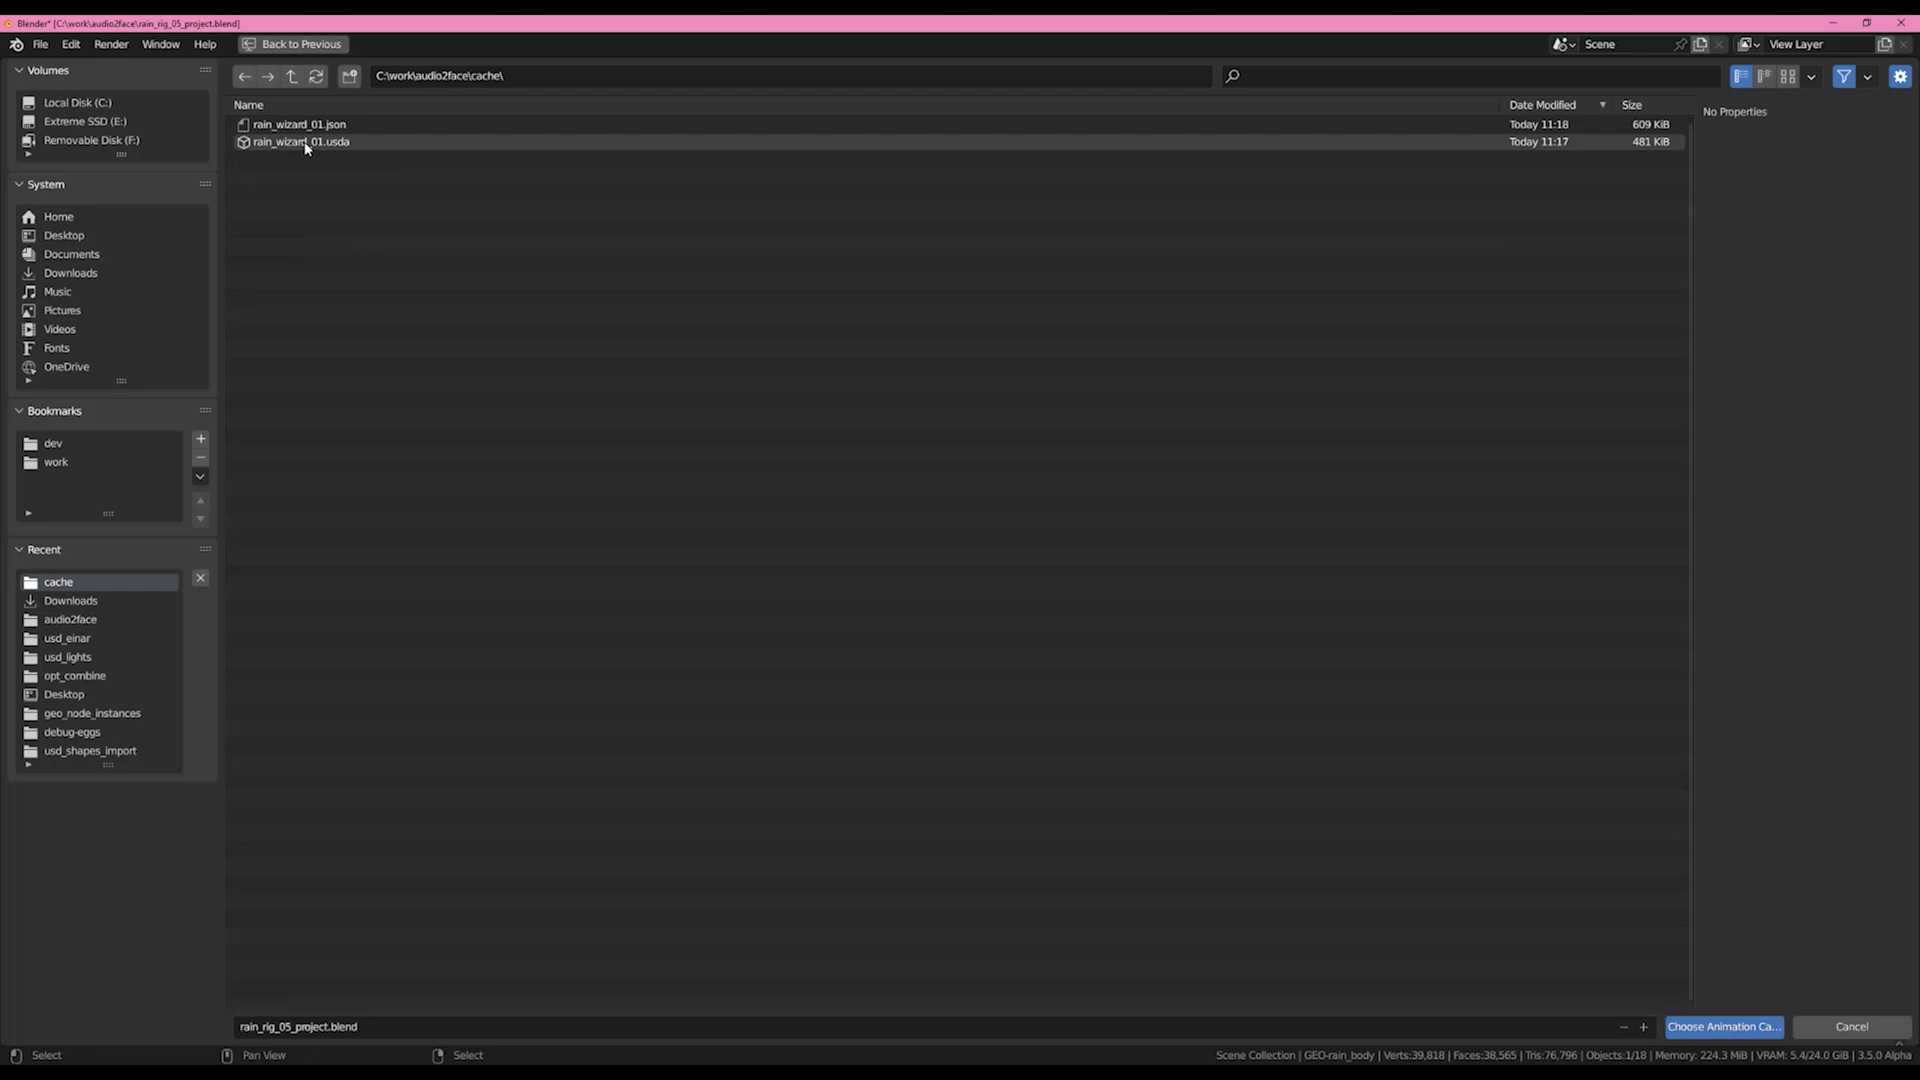 Blender* [C:\work\audio2face\rain_rig_05_project.blend]
File Edit Render Window Help Back to Previous Scene View Layer
Volumes
Local Disk (C:)
Extreme SSD (E:)
Removable Disk (F:)
System
Home
Desktop
Documents
Downloads
Music
Pictures
Videos
Fonts
OneDrive
Bookmarks
dev
work
Recent
cache
Downloads
audio2face
usd_einar
usd_lights
opt_combine
Desktop
geo_node_instances
debug-eggs
usd_shapes_import
C:\work\audio2face\cache\
Name Date Modified Size
rain_wizard_01.json Today 11:18 609 KiB
rain_wizard_01.usda Today 11:17 481 KiB
No Properties
rain_rig_05_project.blend
Choose Animation Ca... Cancel
Select Pan View Select
Scene Collection | GEO-rain_body | Verts:39,818 | Faces:38,565 | Tris:76,796 | Objects:1/18 | Memory: 224.3 MiB | VRAM: 5.4/24.0 GiB | 3.5.0 Alpha